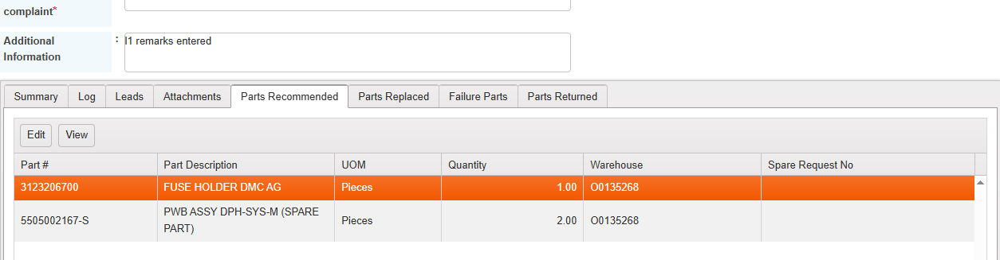 complaint*
Additional : l1 remarks entered
Information
Summary Log Leads Attachments Parts Recommended Parts Replaced Failure Parts Parts Returned
Edit View
Part # Part Description UOM Quantity Warehouse Spare Request No
3123206700 FUSE HOLDER DMC AG Pieces 1.00 O0135268
5505002167-S PWB ASSY DPH-SYS-M (SPARE PART) Pieces 2.00 O0135268